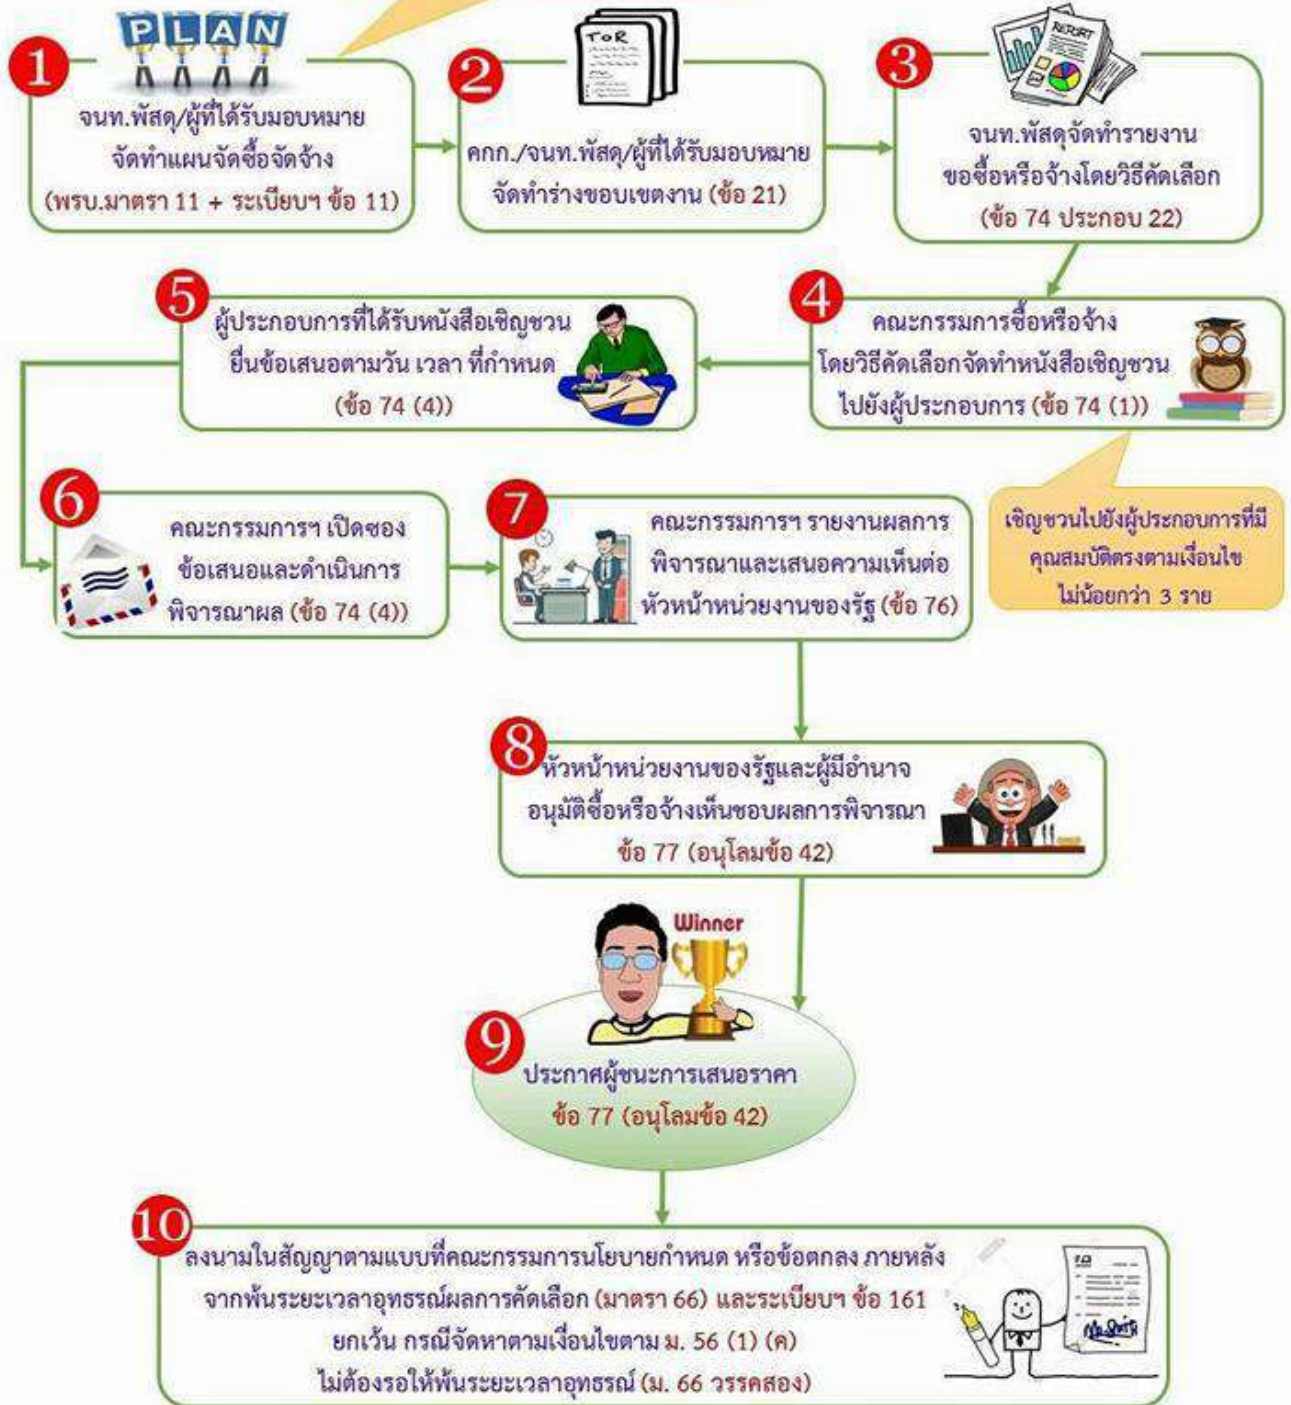 PLAN
1
จนท.พัสดุ/ผู้ที่ได้รับมอบหมาย
จัดทำแผนจัดซื้อจัดจ้าง
(พรบ.มาตรา 11 + ระเบียบฯ ข้อ 11)
TOR
2
คกก./จนท.พัสดุ/ผู้ที่ได้รับมอบหมาย
จัดทำร่างขอบเขตงาน (ข้อ 21)
REPORT
3
จนท.พัสดุจัดทำรายงาน
ขอซื้อหรือจ้างโดยวิธีคัดเลือก
(ข้อ 74 ประกอบ 22)
4
คณะกรรมการซื้อหรือจ้าง
โดยวิธีคัดเลือกจัดทำหนังสือเชิญชวน
ไปยังผู้ประกอบการ (ข้อ 74 (1))
เชิญชวนไปยังผู้ประกอบการที่มี
คุณสมบัติตรงตามเงื่อนไข
ไม่น้อยกว่า 3 ราย
5
ผู้ประกอบการที่ได้รับหนังสือเชิญชวน
ยื่นข้อเสนอตามวัน เวลา ที่กำหนด
(ข้อ 74 (4))
6
คณะกรรมการฯ เปิดซอง
ข้อเสนอและดำเนินการ
พิจารณาผล (ข้อ 74 (4))
7
คณะกรรมการฯ รายงานผลการ
พิจารณาและเสนอความเห็นต่อ
หัวหน้าหน่วยงานของรัฐ (ข้อ 76)
8
หัวหน้าหน่วยงานของรัฐและผู้มีอำนาจ
อนุมัติซื้อหรือจ้างเห็นชอบผลการพิจารณา
ข้อ 77 (อนุโลมข้อ 42)
Winner
9
ประกาศผู้ชนะการเสนอราคา
ข้อ 77 (อนุโลมข้อ 42)
10
ลงนามในสัญญาตามแบบที่คณะกรรมการนโยบายกำหนด หรือข้อตกลง ภายหลัง
จากพ้นระยะเวลาอุทธรณ์ผลการคัดเลือก (มาตรา 66) และระเบียบฯ ข้อ 161
ยกเว้น กรณีจัดหาตามเงื่อนไขตาม ม. 56 (1) (ค)
ไม่ต้องรอให้พ้นระยะเวลาอุทธรณ์ (ม. 66 วรรคสอง)